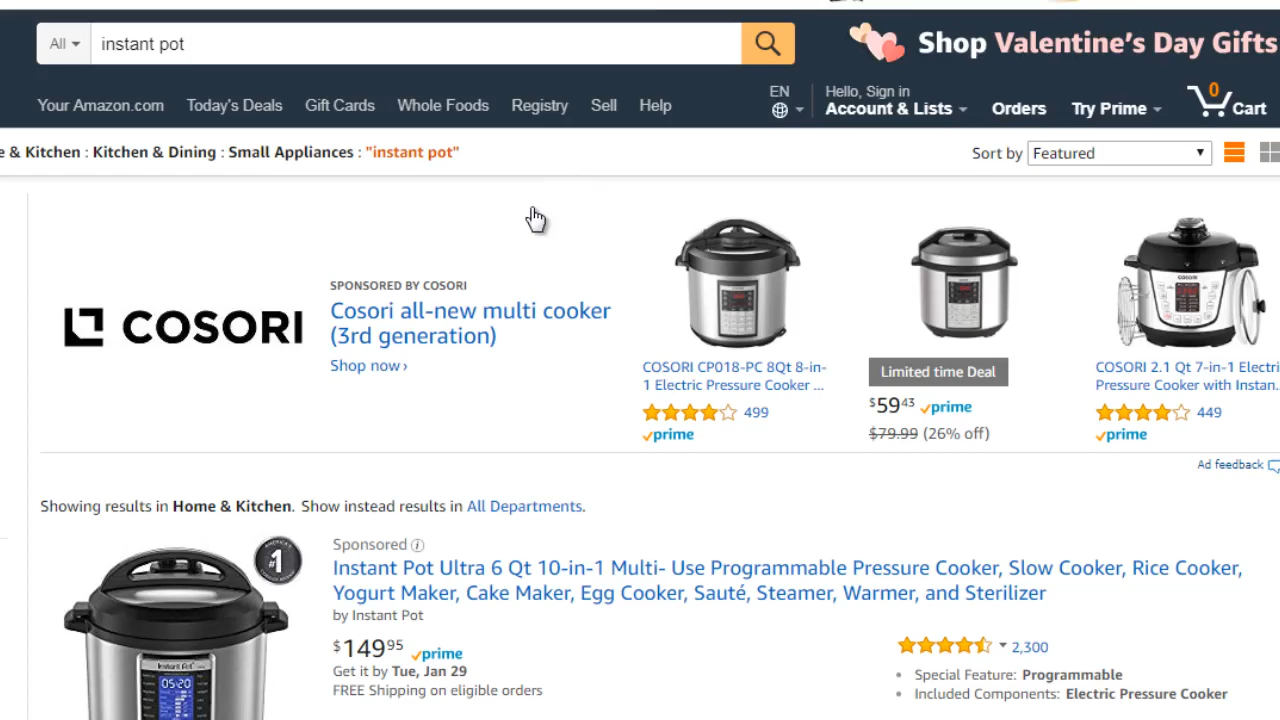 All
instant pot
Shop Valentine's Day Gifts
Your Amazon.com Today's Deals Gift Cards Whole Foods Registry Sell Help
EN
Hello, Sign in
Account & Lists
Orders
Try Prime
0
Cart
e & Kitchen : Kitchen & Dining : Small Appliances : "instant pot"
Sort by Featured
COSORI
SPONSORED BY COSORI
Cosori all-new multi cooker
(3rd generation)
Shop now ›
COSORI CP018-PC 8Qt 8-in-
1 Electric Pressure Cooker ...
499
prime
Limited time Deal
$59 43 prime
$79.99 (26% off)
COSORI 2.1 Qt 7-in-1 Electri
Pressure Cooker with Instan..
449
prime
Ad feedback
Showing results in Home & Kitchen. Show instead results in All Departments.
#1
Instant Pot
05:20
Sponsored
Instant Pot Ultra 6 Qt 10-in-1 Multi- Use Programmable Pressure Cooker, Slow Cooker, Rice Cooker,
Yogurt Maker, Cake Maker, Egg Cooker, Sauté, Steamer, Warmer, and Sterilizer
by Instant Pot
$149 95 prime
Get it by Tue, Jan 29
FREE Shipping on eligible orders
2,300
Special Feature: Programmable
Included Components: Electric Pressure Cooker